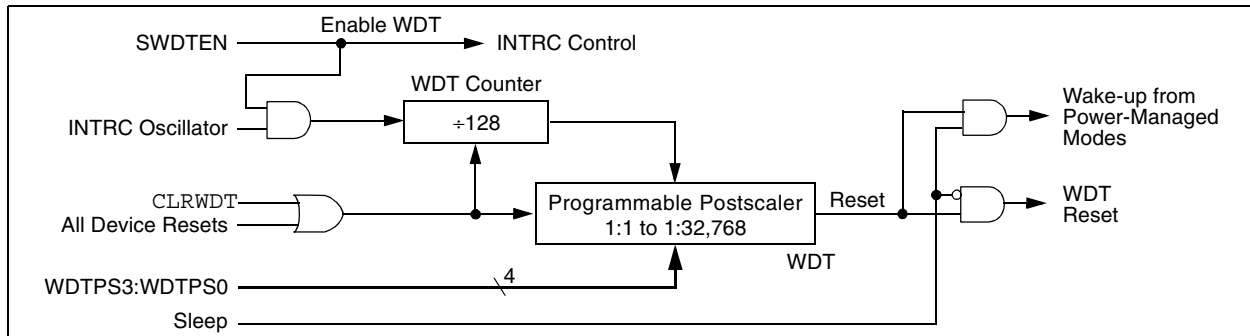 Enable WDT
SWDTEN
INTRC Control
WDT Counter
INTRC Oscillator
÷128
Wake-up from
Power-Managed
Modes
CLRWDT
All Device Resets
Programmable Postscaler
1:1 to 1:32,768
Reset
WDT
Reset
WDT
4
WDTPS3:WDTPS0
Sleep